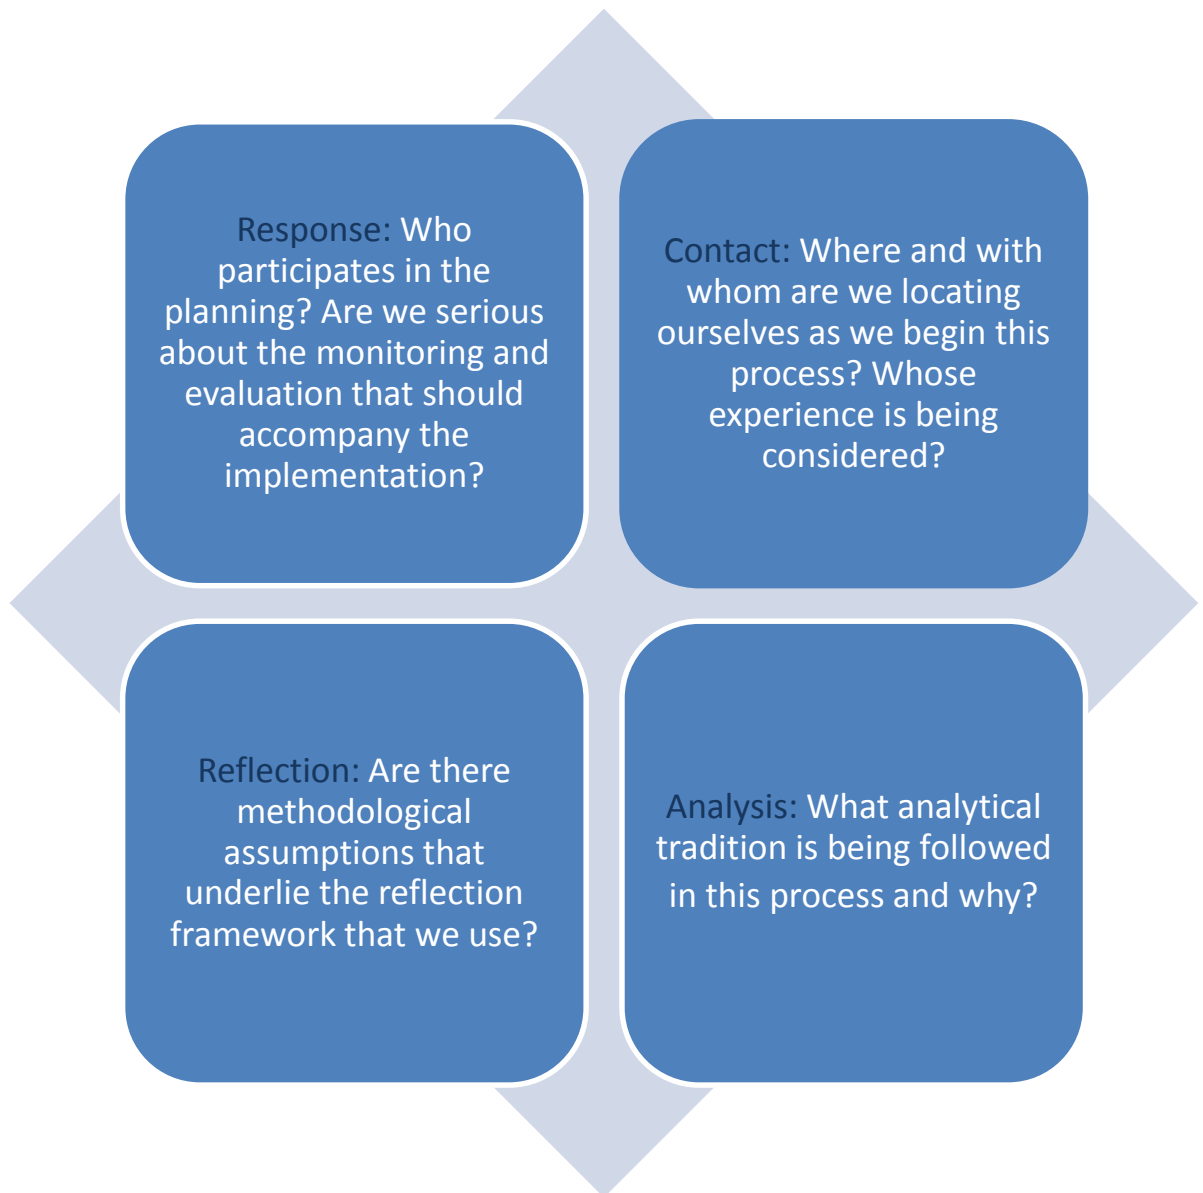 Response: Who
participates in the
planning? Are we serious
about the monitoring and
evaluation that should
accompany the
implementation?
Contact: Where and with
whom are we locating
ourselves as we begin this
process? Whose
experience is being
considered?
Reflection: Are there
methodological
assumptions that
underlie the reflection
framework that we use?
Analysis: What analytical
tradition is being followed
in this process and why?